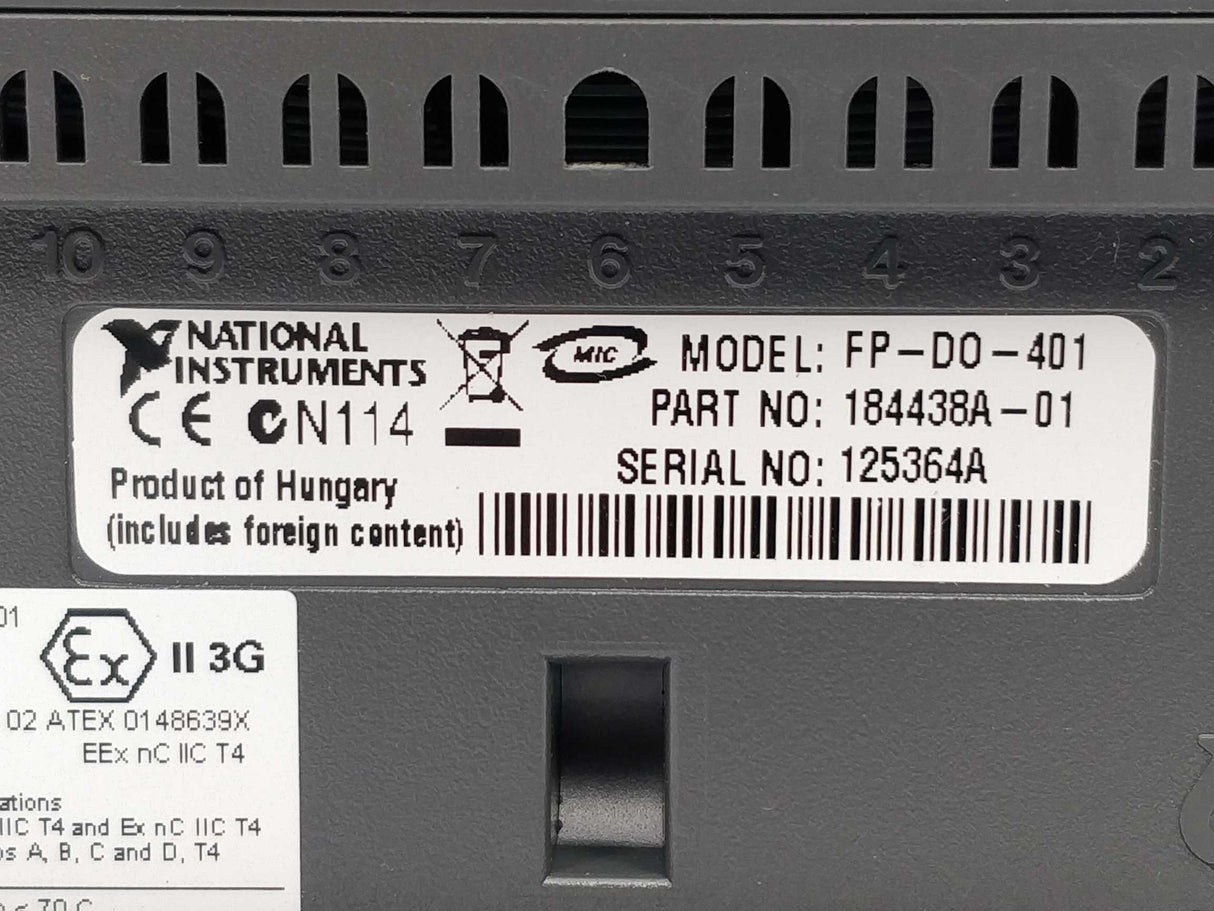 10 9 8 7 6 5 4 3 2
NATIONAL
INSTRUMENTS
CE N114
MIC
MODEL: FP-DO-401
PART NO: 184438A-01
SERIAL NO: 125364A
Product of Hungary
(includes foreign content)
01
Ex II 3G
02 ATEX 0148639X
EEx nC IIC T4
ations
IIC T4 and Ex nC IIC T4
ps A, B, C and D, T4
< 70 C